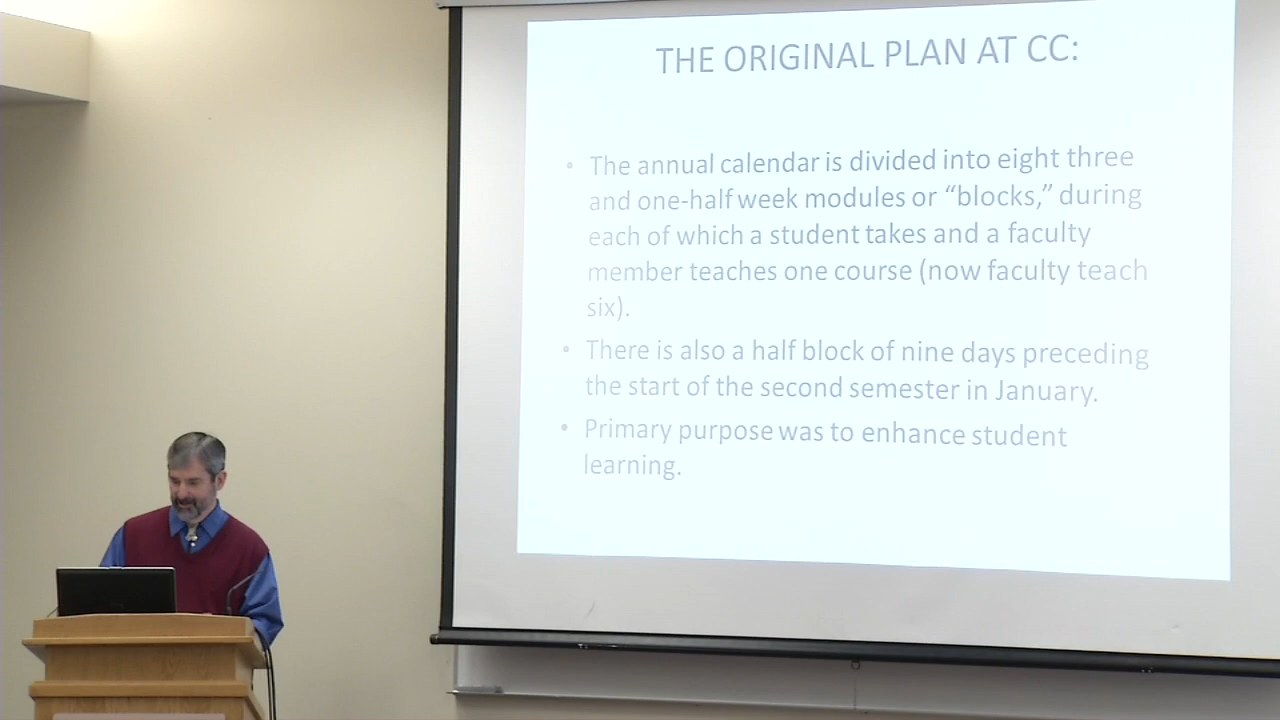 THE ORIGINAL PLAN AT CC:
• The annual calendar is divided into eight three
and one-half week modules or “blocks,” during
each of which a student takes and a faculty
member teaches one course (now faculty teach
six).
• There is also a half block of nine days preceding
the start of the second semester in January.
• Primary purpose was to enhance student
learning.